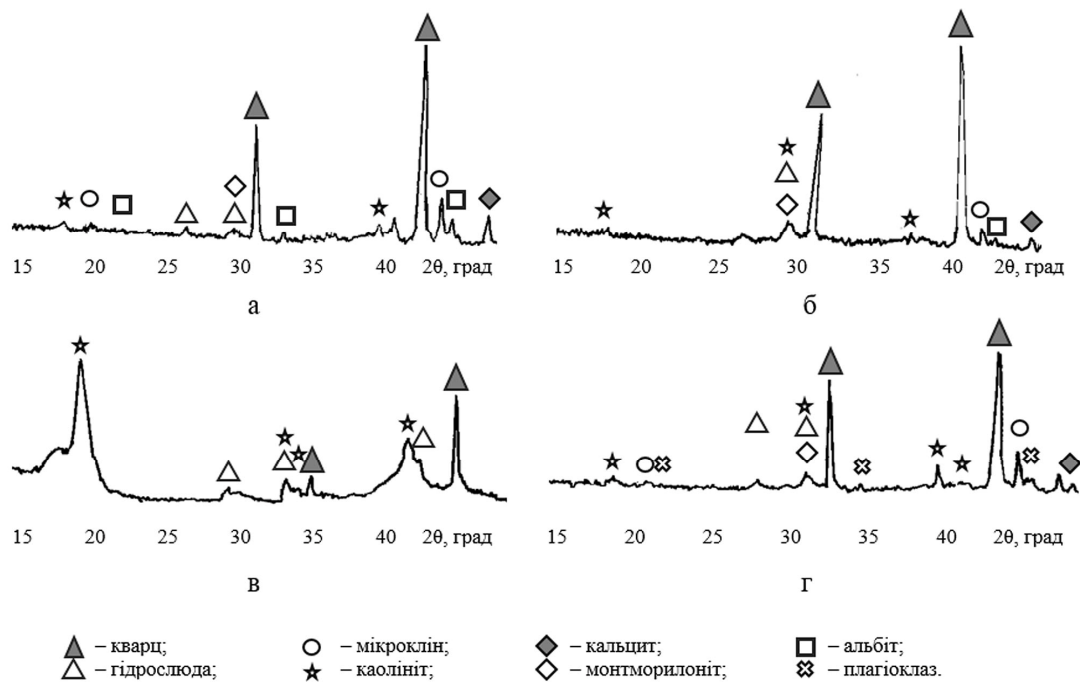 15 20 25 30 35 40 2θ, град
15 20 25 30 35 40 2θ, град
а
б
15 20 25 30 35 40 2θ, град
15 20 25 30 35 40 2θ, град
в
г
– кварц; – мікроклін; – кальцит; – альбіт;
– гідрослюда; – каолініт; – монтморилоніт; – плагіоклаз.